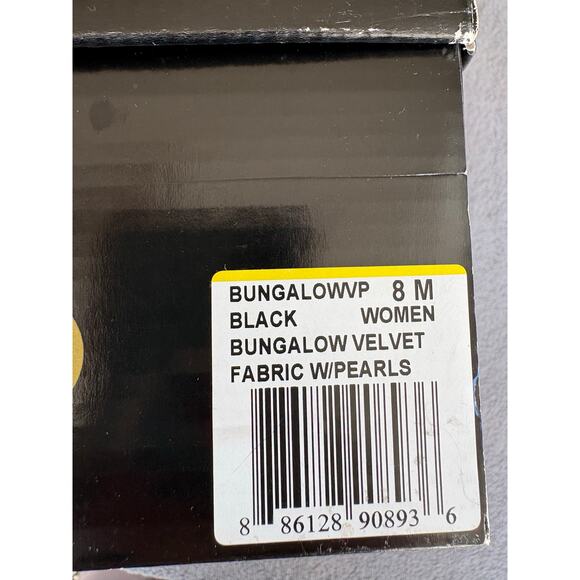 BUNGALOWVP 8 M
BLACK WOMEN
BUNGALOW VELVET
FABRIC W/PEARLS
8 86128 90893 6